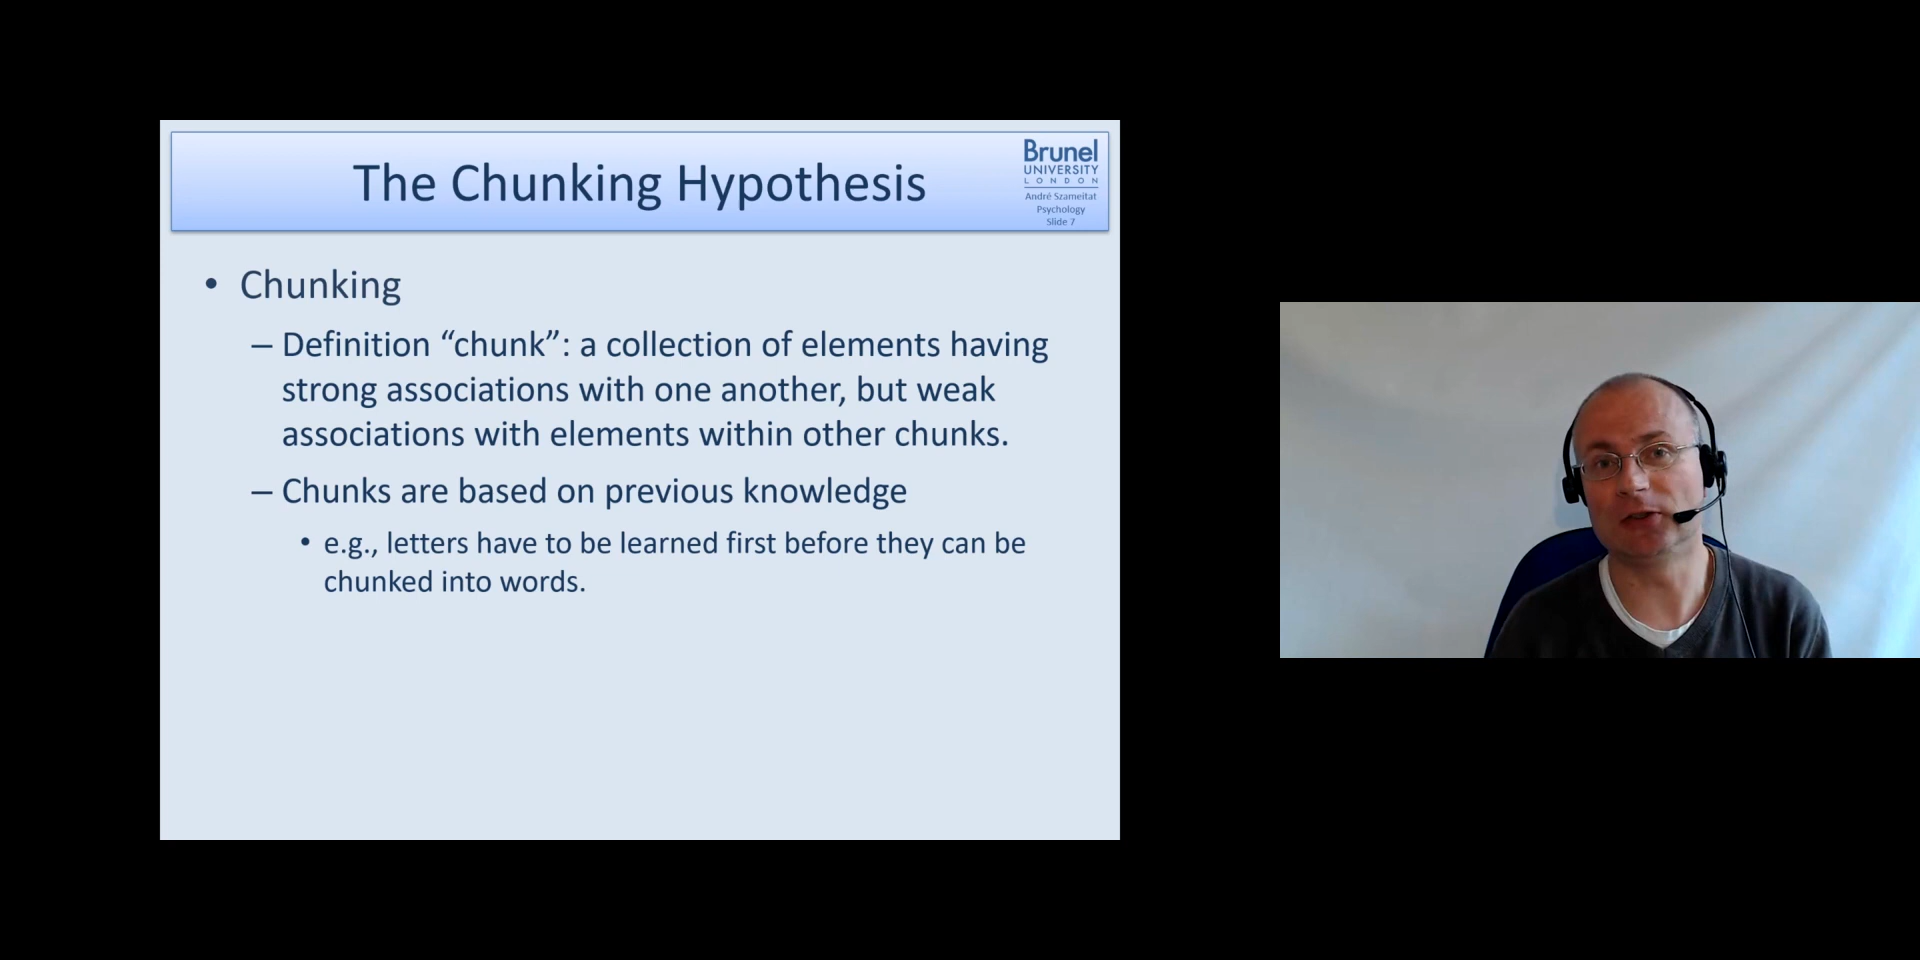 The Chunking Hypothesis
Brunel
UNIVERSITY
LONDON
André Szameitat
Psychology
Slide 7
• Chunking
– Definition “chunk”: a collection of elements having
strong associations with one another, but weak
associations with elements within other chunks.
– Chunks are based on previous knowledge
• e.g., letters have to be learned first before they can be
chunked into words.